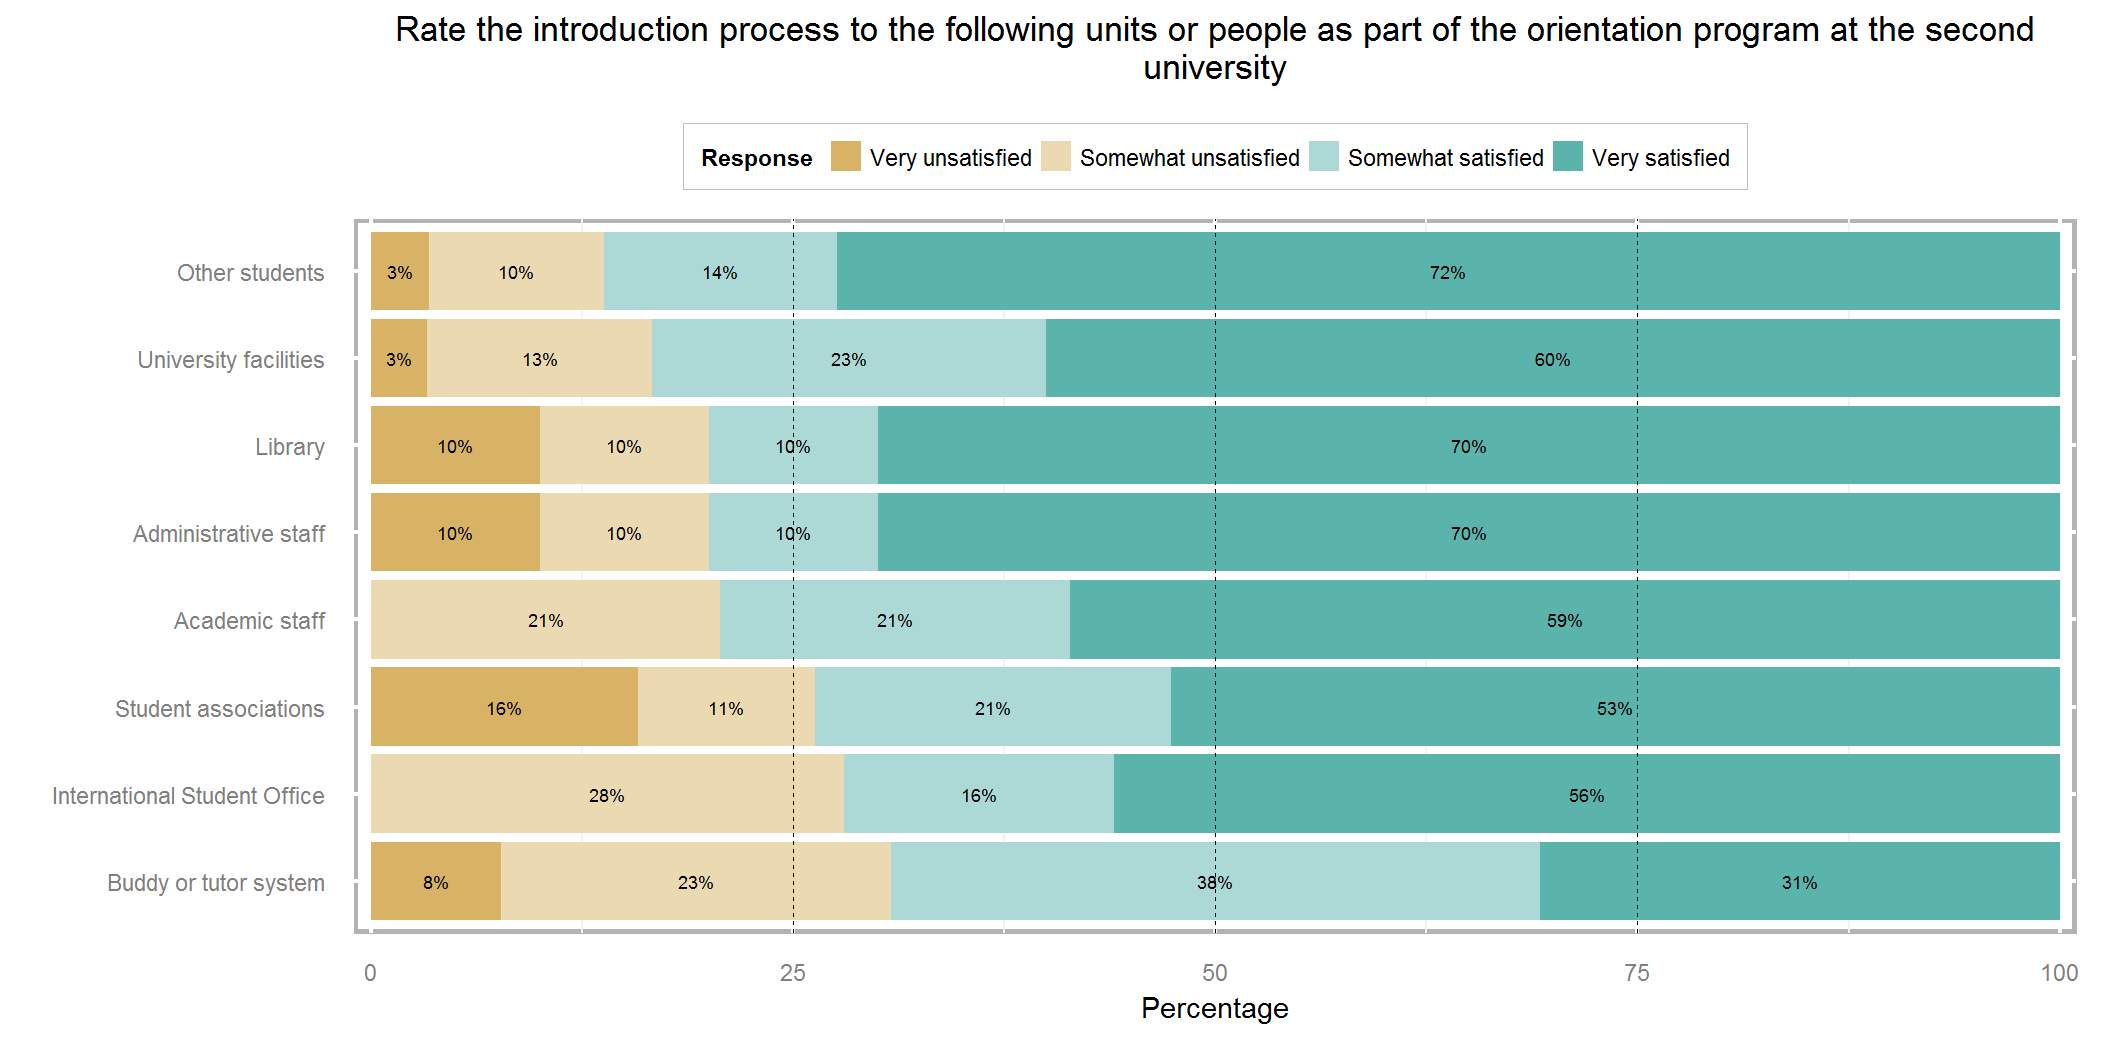 Rate the introduction process to the following units or people as part of the orientation program at the second
university
Response Very unsatisfied Somewhat unsatisfied Somewhat satisfied Very satisfied
Other students 3% 10% 14% 72%
University facilities 3% 13% 23% 60%
Library 10% 10% 10% 70%
Administrative staff 10% 10% 10% 70%
Academic staff 21% 21% 59%
Student associations 16% 11% 21% 53%
International Student Office 28% 16% 56%
Buddy or tutor system 8% 23% 38% 31%
0 25 50 75 100
Percentage